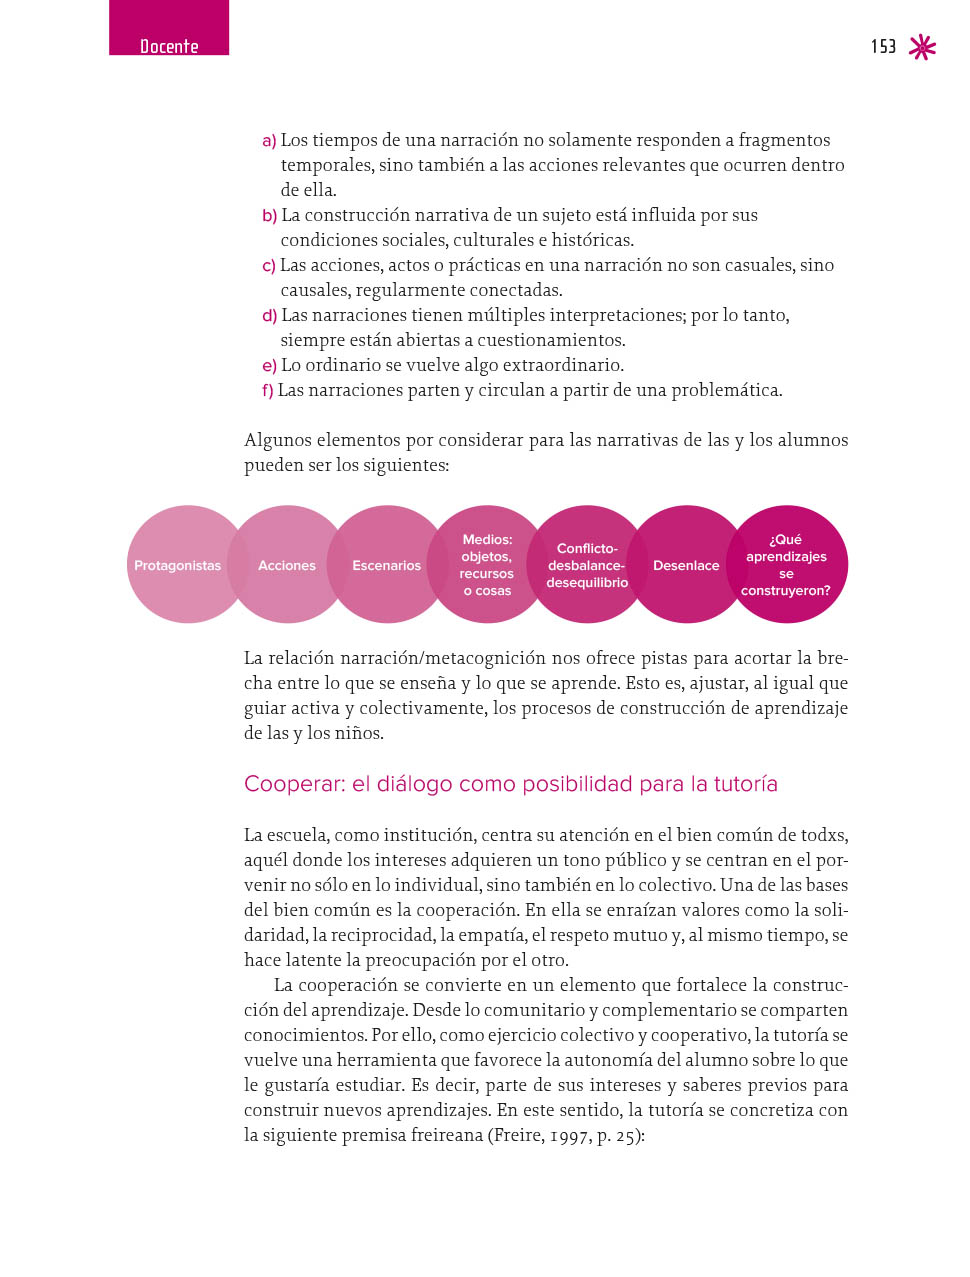 Docente
153
a) Los tiempos de una narración no solamente responden a fragmentos
temporales, sino también a las acciones relevantes que ocurren dentro
de ella.
b) La construcción narrativa de un sujeto está influida por sus
condiciones sociales, culturales e históricas.
c) Las acciones, actos o prácticas en una narración no son casuales, sino
causales, regularmente conectadas.
d) Las narraciones tienen múltiples interpretaciones; por lo tanto,
siempre están abiertas a cuestionamientos.
e) Lo ordinario se vuelve algo extraordinario.
f) Las narraciones parten y circulan a partir de una problemática.
Algunos elementos por considerar para las narrativas de las y los alumnos
pueden ser los siguientes:
Protagonistas
Acciones
Escenarios
Medios:
objetos,
recursos
o cosas
Conflicto-
desbalance-
desequilibrio
Desenlace
¿Qué
aprendizajes
se
construyeron?
La relación narración/metacognición nos ofrece pistas para acortar la bre-
cha entre lo que se enseña y lo que se aprende. Esto es, ajustar, al igual que
guiar activa y colectivamente, los procesos de construcción de aprendizaje
de las y los niños.
Cooperar: el diálogo como posibilidad para la tutoría
La escuela, como institución, centra su atención en el bien común de todxs,
aquél donde los intereses adquieren un tono público y se centran en el por-
venir no sólo en lo individual, sino también en lo colectivo. Una de las bases
del bien común es la cooperación. En ella se enraízan valores como la soli-
daridad, la reciprocidad, la empatía, el respeto mutuo y, al mismo tiempo, se
hace latente la preocupación por el otro.
La cooperación se convierte en un elemento que fortalece la construc-
ción del aprendizaje. Desde lo comunitario y complementario se comparten
conocimientos. Por ello, como ejercicio colectivo y cooperativo, la tutoría se
vuelve una herramienta que favorece la autonomía del alumno sobre lo que
le gustaría estudiar. Es decir, parte de sus intereses y saberes previos para
construir nuevos aprendizajes. En este sentido, la tutoría se concretiza con
la siguiente premisa freireana (Freire, 1997, p. 25):